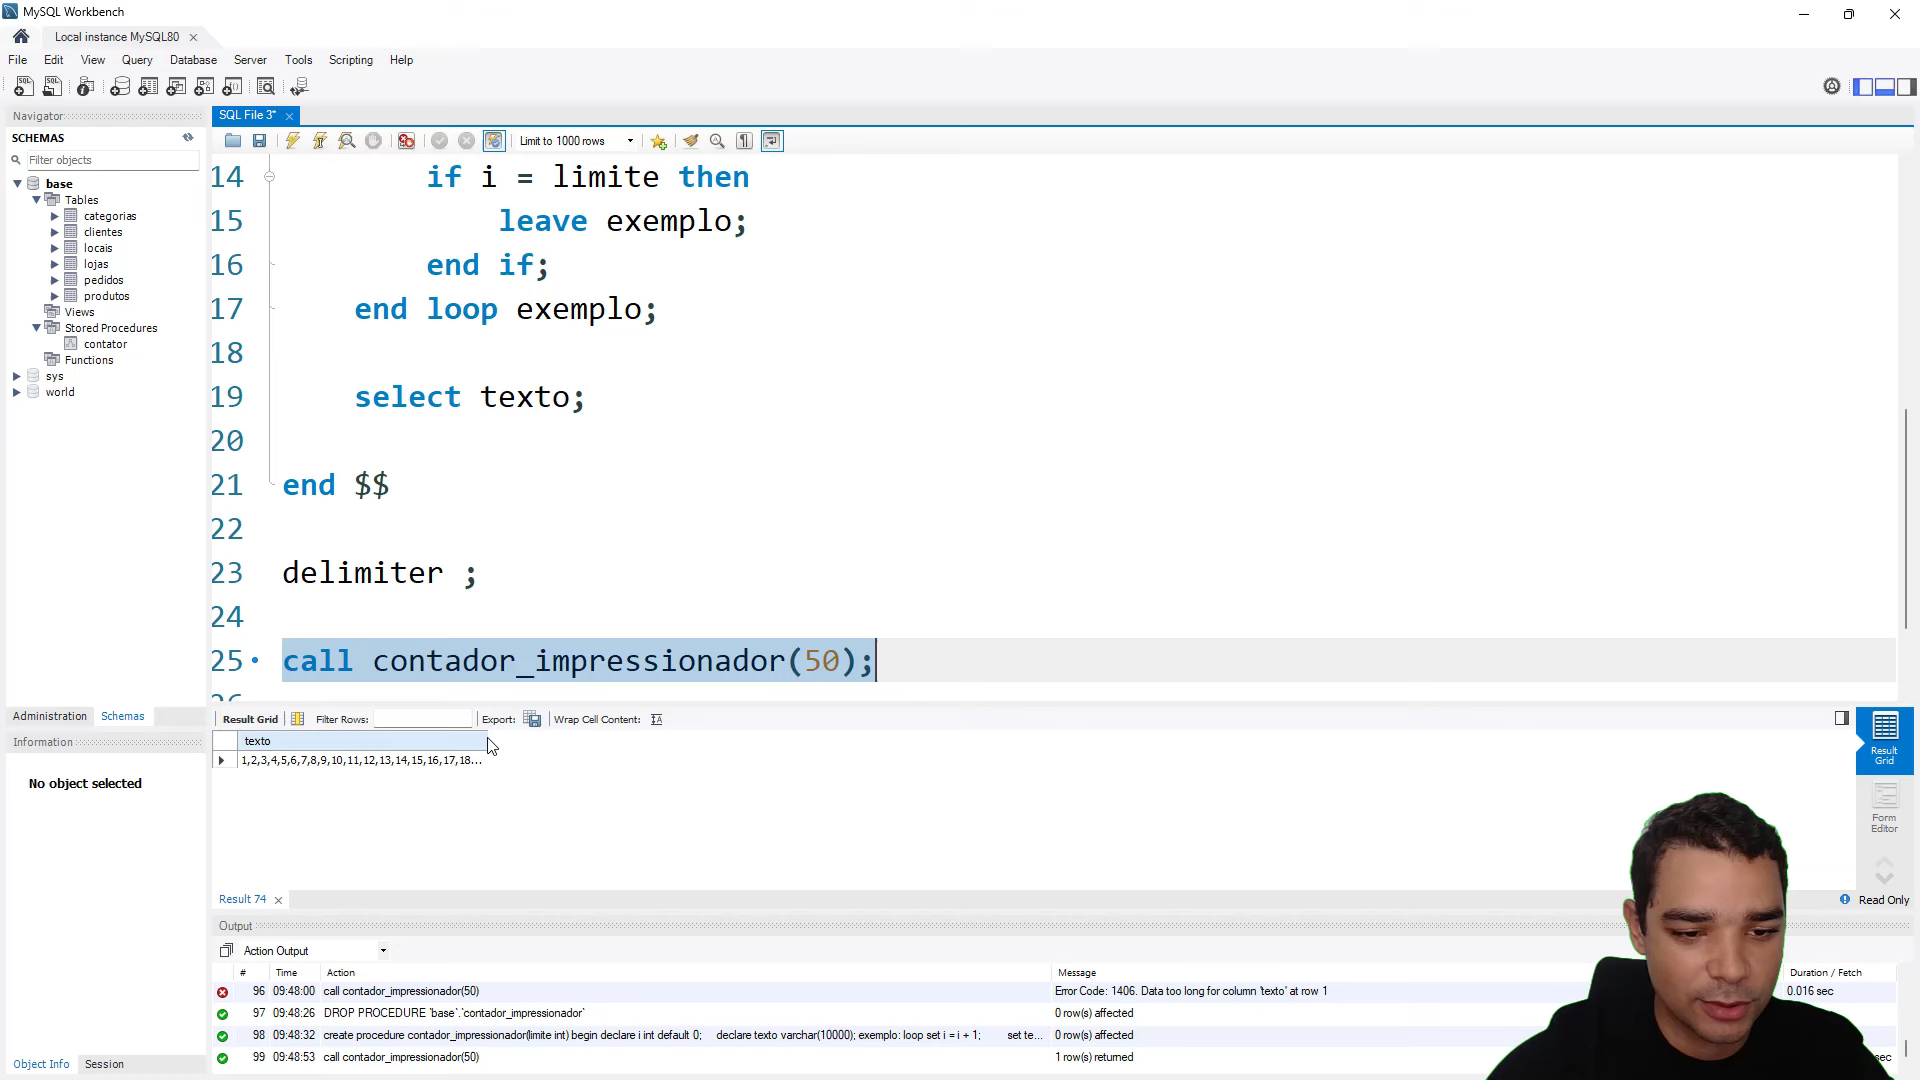 MySQL Workbench
Local instance MySQL80
File Edit View Query Database Server Tools Scripting Help
Navigator
SCHEMAS
Filter objects
base
Tables
categorias
clientes
locais
lojas
pedidos
produtos
Views
Stored Procedures
contator
Functions
sys
world
Administration Schemas
Information
No object selected
Object Info Session
SQL File 3*
Limit to 1000 rows
14 if i = limite then
15 leave exemplo;
16 end if;
17 end loop exemplo;
18
19 select texto;
20
21 end $$
22
23 delimiter ;
24
25 call contador_impressionador(50);
26
Result Grid Filter Rows: Export: Wrap Cell Content:
texto
1,2,3,4,5,6,7,8,9,10,11,12,13,14,15,16,17,18...
Result Grid
Form Editor
Result 74
Read Only
Output
Action Output
# Time Action Message Duration / Fetch
96 09:48:00 call contador_impressionador(50) Error Code: 1406. Data too long for column 'texto' at row 1 0.016 sec
97 09:48:26 DROP PROCEDURE `base`.`contador_impressionador` 0 row(s) affected
98 09:48:32 create procedure contador_impressionador(limite int) begin declare i int default 0; declare texto varchar(10000); exemplo: loop set i = i + 1; set te... 0 row(s) affected
99 09:48:53 call contador_impressionador(50) 1 row(s) returned sec